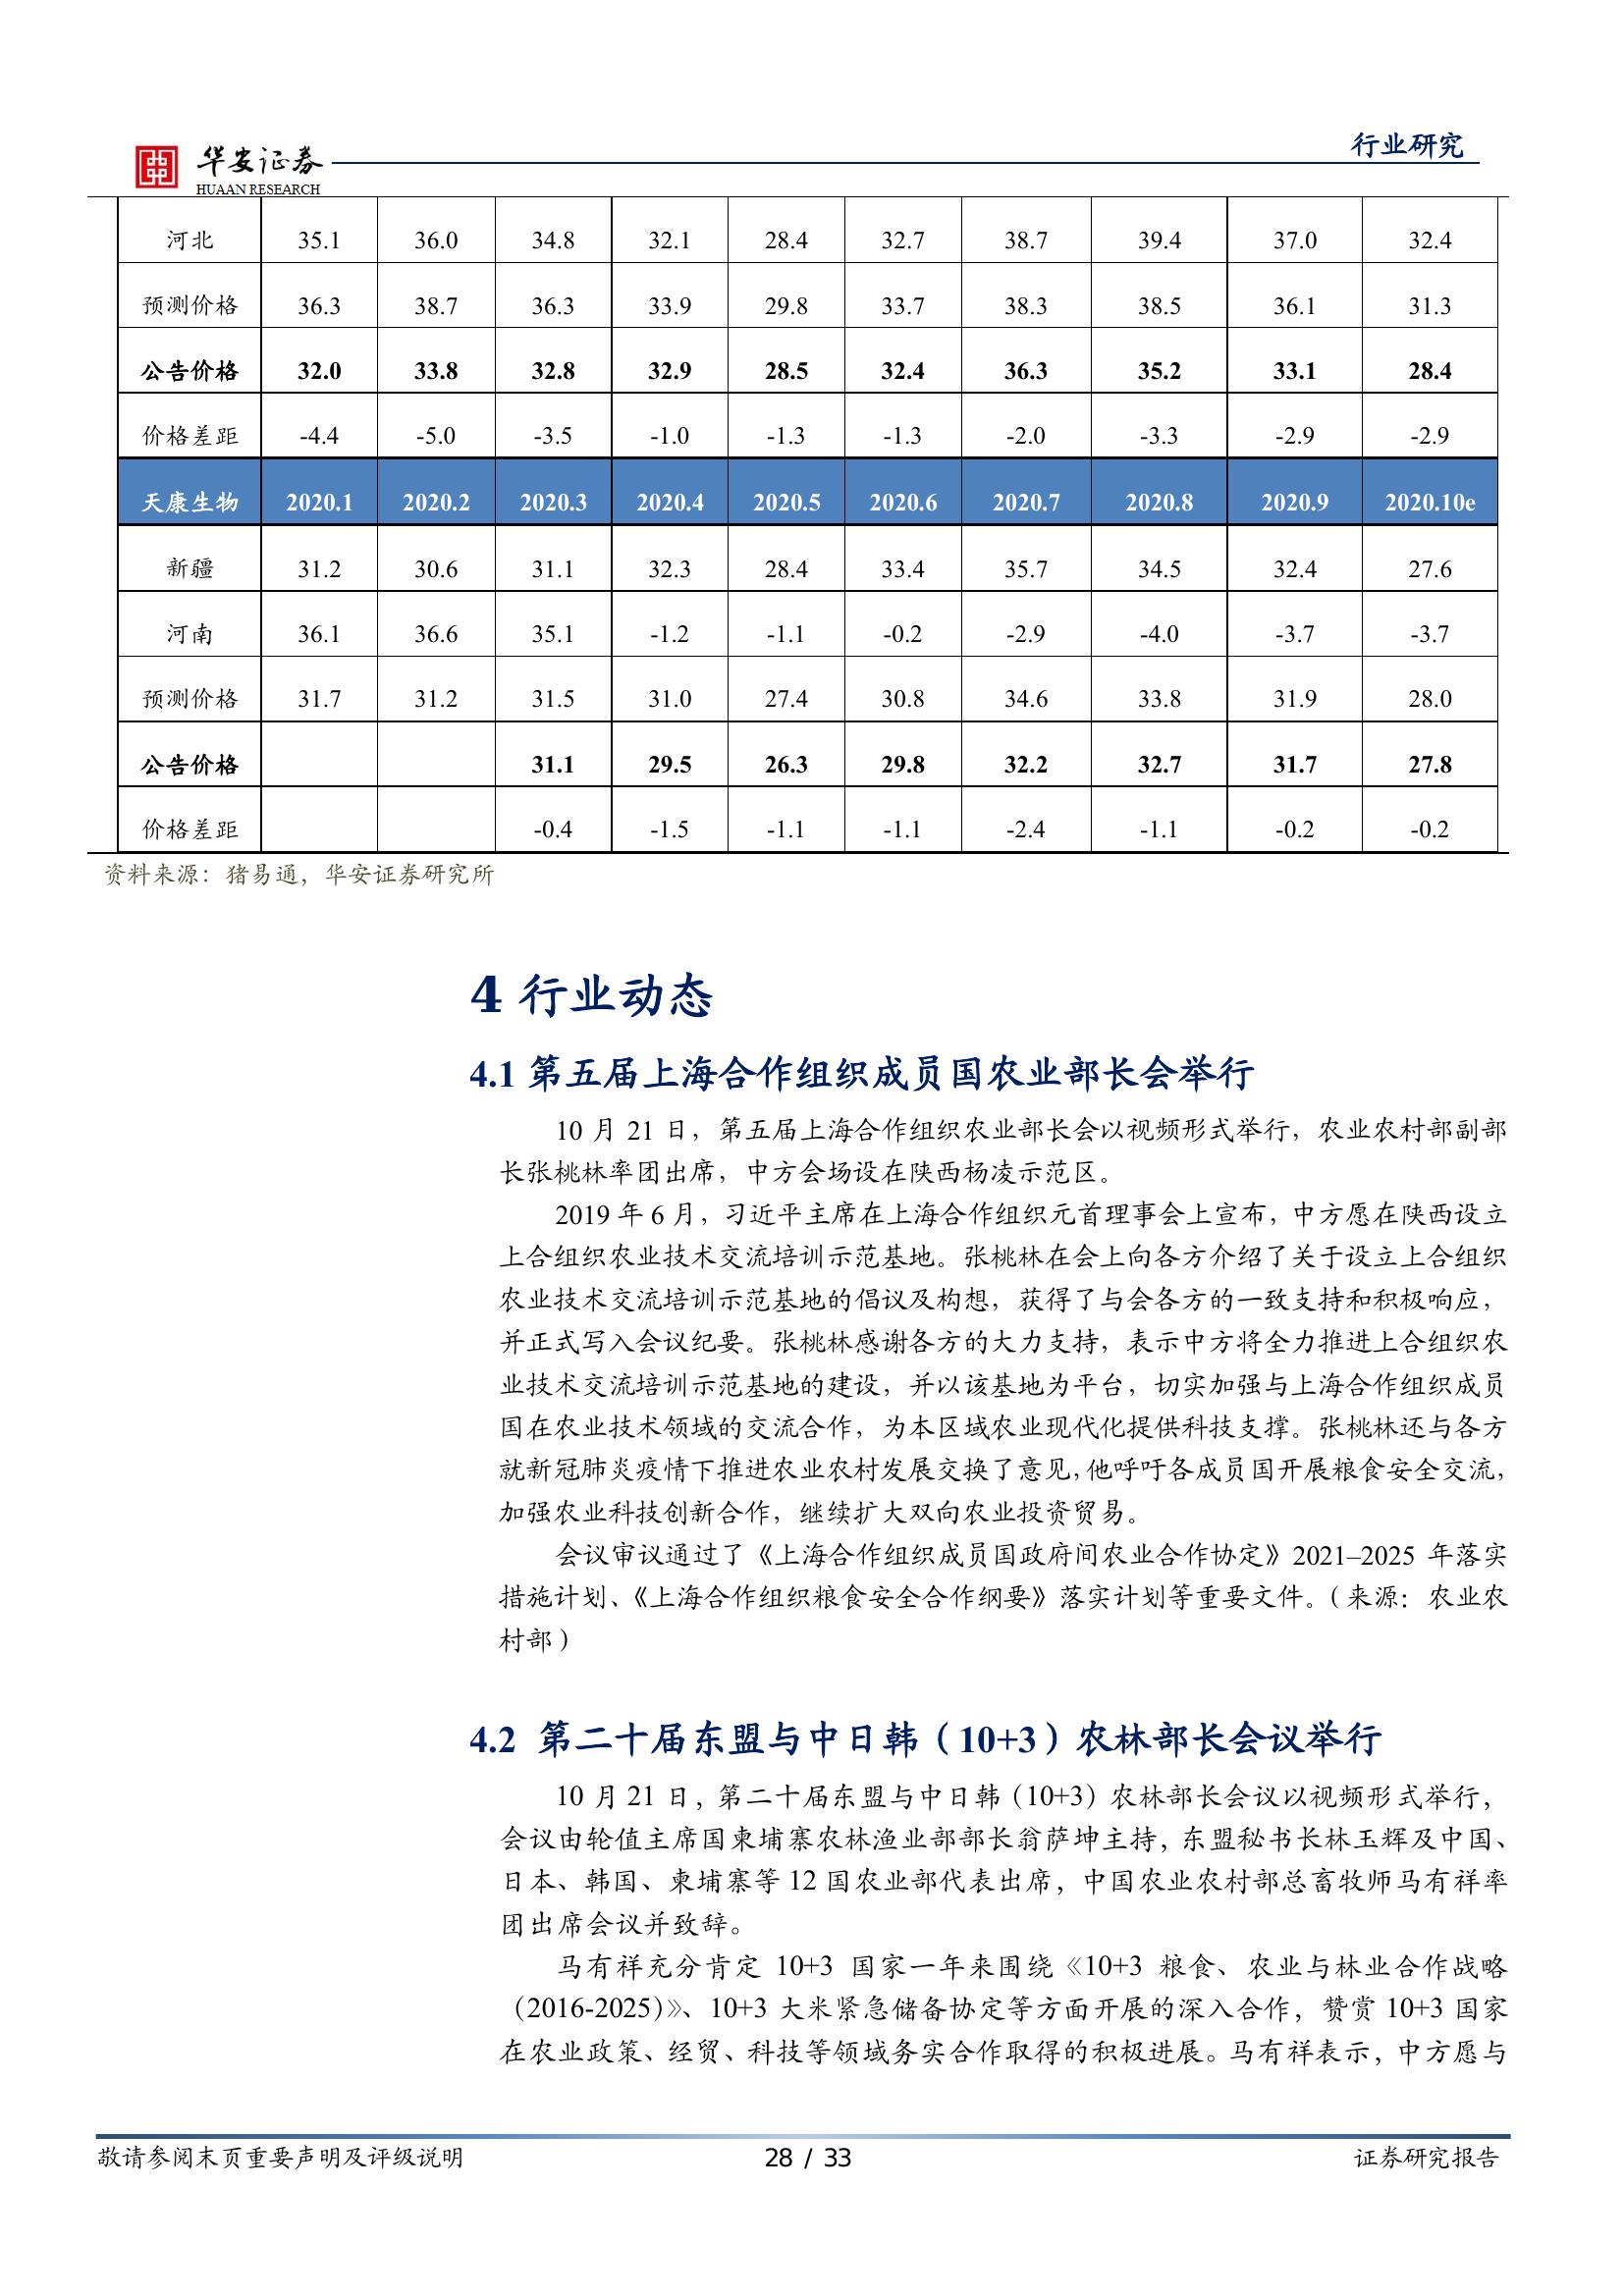 华安证券
HUAAN RESEARCH
行业研究
河北 35.1 36.0 34.8 32.1 28.4 32.7 38.7 39.4 37.0 32.4
预测价格 36.3 38.7 36.3 33.9 29.8 33.7 38.3 38.5 36.1 31.3
公告价格 32.0 33.8 32.8 32.9 28.5 32.4 36.3 35.2 33.1 28.4
价格差距 -4.4 -5.0 -3.5 -1.0 -1.3 -1.3 -2.0 -3.3 -2.9 -2.9
天康生物 2020.1 2020.2 2020.3 2020.4 2020.5 2020.6 2020.7 2020.8 2020.9 2020.10e
新疆 31.2 30.6 31.1 32.3 28.4 33.4 35.7 34.5 32.4 27.6
河南 36.1 36.6 35.1 -1.2 -1.1 -0.2 -2.9 -4.0 -3.7 -3.7
预测价格 31.7 31.2 31.5 31.0 27.4 30.8 34.6 33.8 31.9 28.0
公告价格 31.1 29.5 26.3 29.8 32.2 32.7 31.7 27.8
价格差距 -0.4 -1.5 -1.1 -1.1 -2.4 -1.1 -0.2 -0.2
资料来源：猪易通，华安证券研究所
4 行业动态
4.1 第五届上海合作组织成员国农业部长会举行
10 月 21 日，第五届上海合作组织农业部长会以视频形式举行，农业农村部副部
长张桃林率团出席，中方会场设在陕西杨凌示范区。
2019 年 6 月，习近平主席在上海合作组织元首理事会上宣布，中方愿在陕西设立
上合组织农业技术交流培训示范基地。张桃林在会上向各方介绍了关于设立上合组织
农业技术交流培训示范基地的倡议及构想，获得了与会各方的一致支持和积极响应，
并正式写入会议纪要。张桃林感谢各方的大力支持，表示中方将全力推进上合组织农
业技术交流培训示范基地的建设，并以该基地为平台，切实加强与上海合作组织成员
国在农业技术领域的交流合作，为本区域农业现代化提供科技支撑。张桃林还与各方
就新冠肺炎疫情下推进农业农村发展交换了意见，他呼吁各成员国开展粮食安全交流，
加强农业科技创新合作，继续扩大双向农业投资贸易。
会议审议通过了《上海合作组织成员国政府间农业合作协定》2021–2025 年落实
措施计划、《上海合作组织粮食安全合作纲要》落实计划等重要文件。（来源：农业农
村部）
4.2 第二十届东盟与中日韩（10+3）农林部长会议举行
10 月 21 日，第二十届东盟与中日韩（10+3）农林部长会议以视频形式举行，
会议由轮值主席国柬埔寨农林渔业部部长翁萨坤主持，东盟秘书长林玉辉及中国、
日本、韩国、柬埔寨等 12 国农业部代表出席，中国农业农村部总畜牧师马有祥率
团出席会议并致辞。
马有祥充分肯定 10+3 国家一年来围绕《10+3 粮食、农业与林业合作战略
（2016-2025）》、10+3 大米紧急储备协定等方面开展的深入合作，赞赏 10+3 国家
在农业政策、经贸、科技等领域务实合作取得的积极进展。马有祥表示，中方愿与
敬请参阅末页重要声明及评级说明
28 / 33
证券研究报告